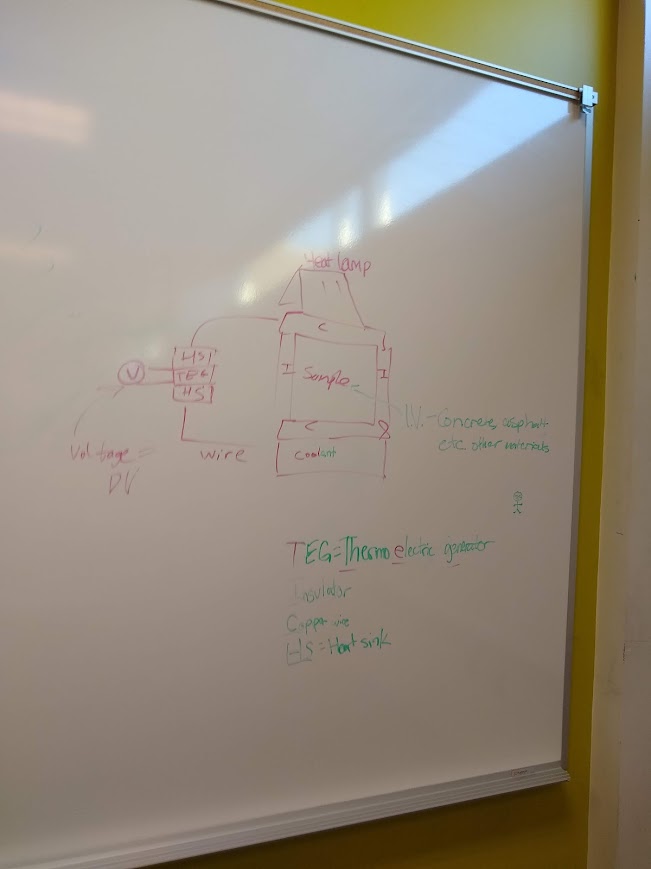 Heat lamp
C
HS
TEG
HS
V
I
Sample
I
I.V. - Concrete, asphalt
etc other materials
C
Coolant
Voltage =
DV
wire
TEG = Thermo electric generator
Insulator
Copper wire
HS = Heat sink